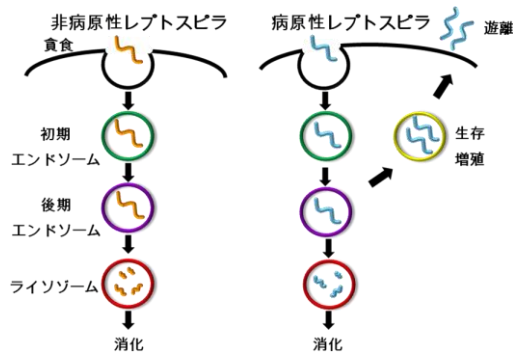 非病原性レプトスピラ
貪食
初期
エンドソーム
後期
エンドソーム
ライソゾーム
消化
病原性レプトスピラ
遊離
生存
増殖
消化